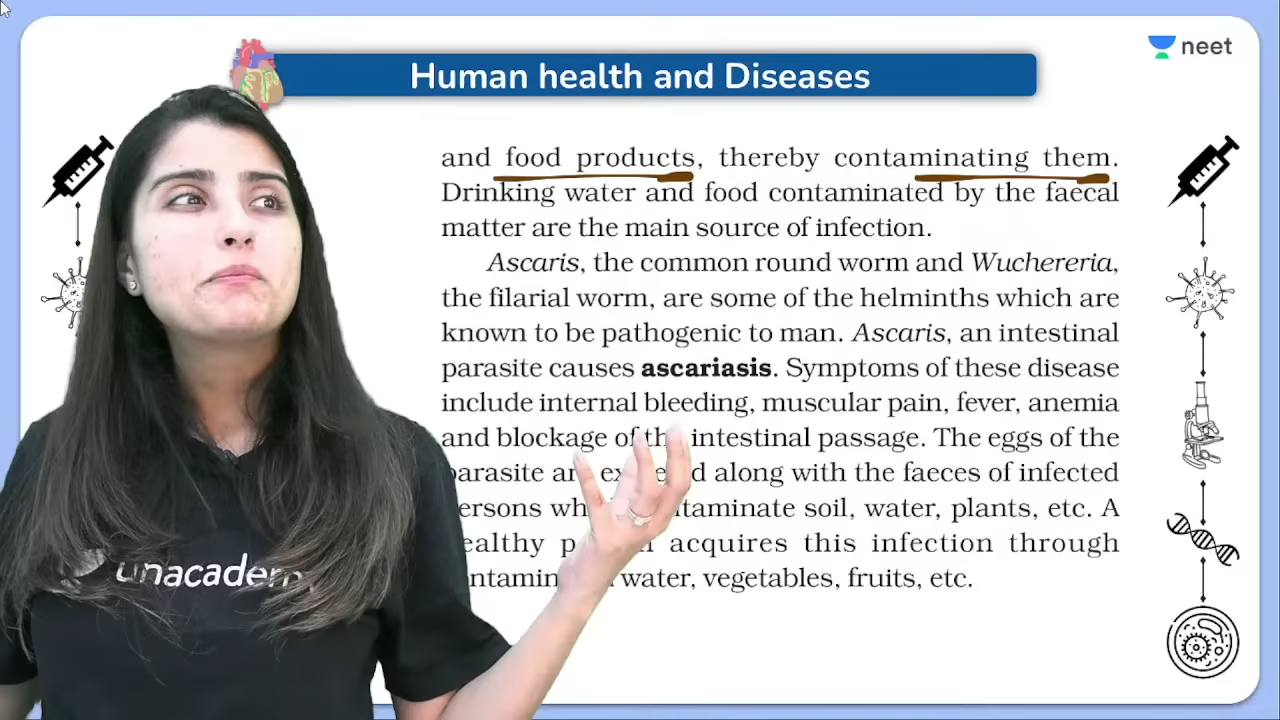 neet
Human health and Diseases
and food products, thereby contaminating them.
Drinking water and food contaminated by the faecal
matter are the main source of infection.
Ascaris, the common round worm and Wuchereria,
the filarial worm, are some of the helminths which are
known to be pathogenic to man. Ascaris, an intestinal
parasite causes ascariasis. Symptoms of these disease
include internal bleeding, muscular pain, fever, anemia
and blockage of the intestinal passage. The eggs of the
parasite along with the faeces of infected
soil, water, plants, etc. A
acquires this infection through
water, vegetables, fruits, etc.
unacademy